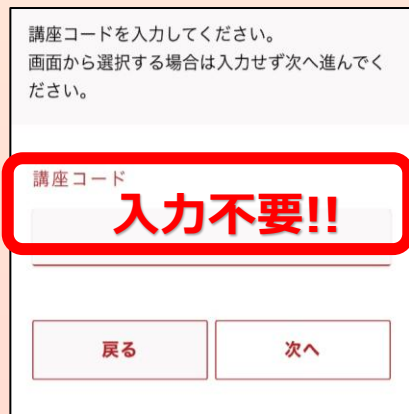 講座コードを入力してください。
画面から選択する場合は入力せず次へ進んでく
ださい。
講座コード
入力不要!!
戻る
次へ